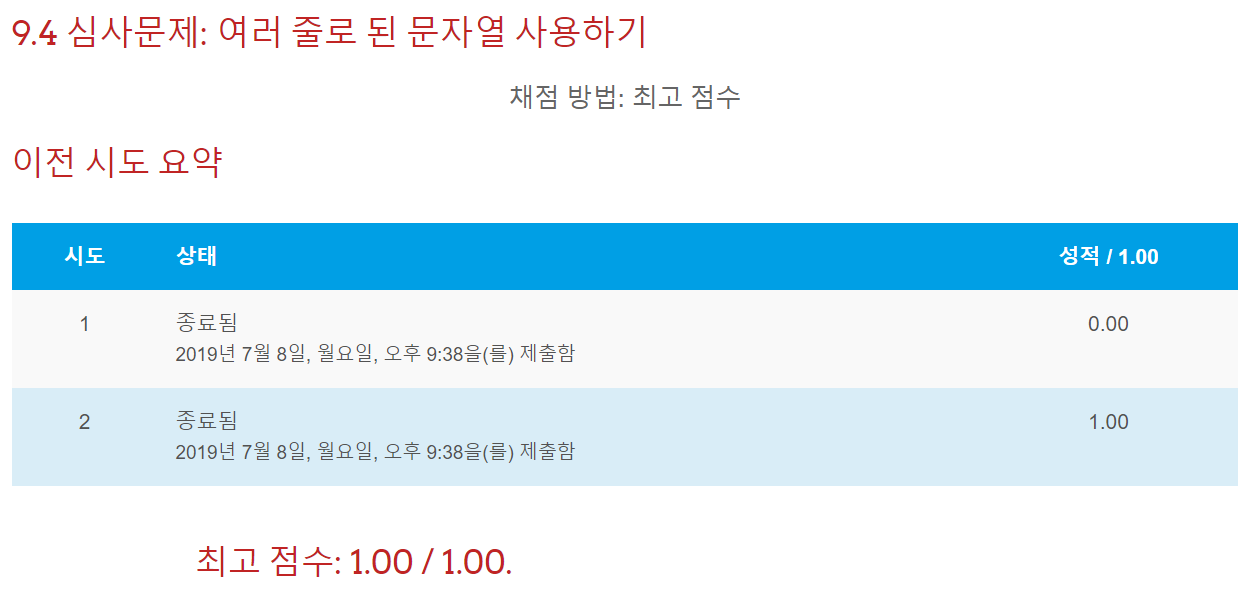 9.4 심사문제: 여러 줄로 된 문자열 사용하기
채점 방법: 최고 점수
이전 시도 요약
시도 상태 성적 / 1.00
1 종료됨 0.00
2019년 7월 8일, 월요일, 오후 9:38을(를) 제출함
2 종료됨 1.00
2019년 7월 8일, 월요일, 오후 9:38을(를) 제출함
최고 점수: 1.00 / 1.00.